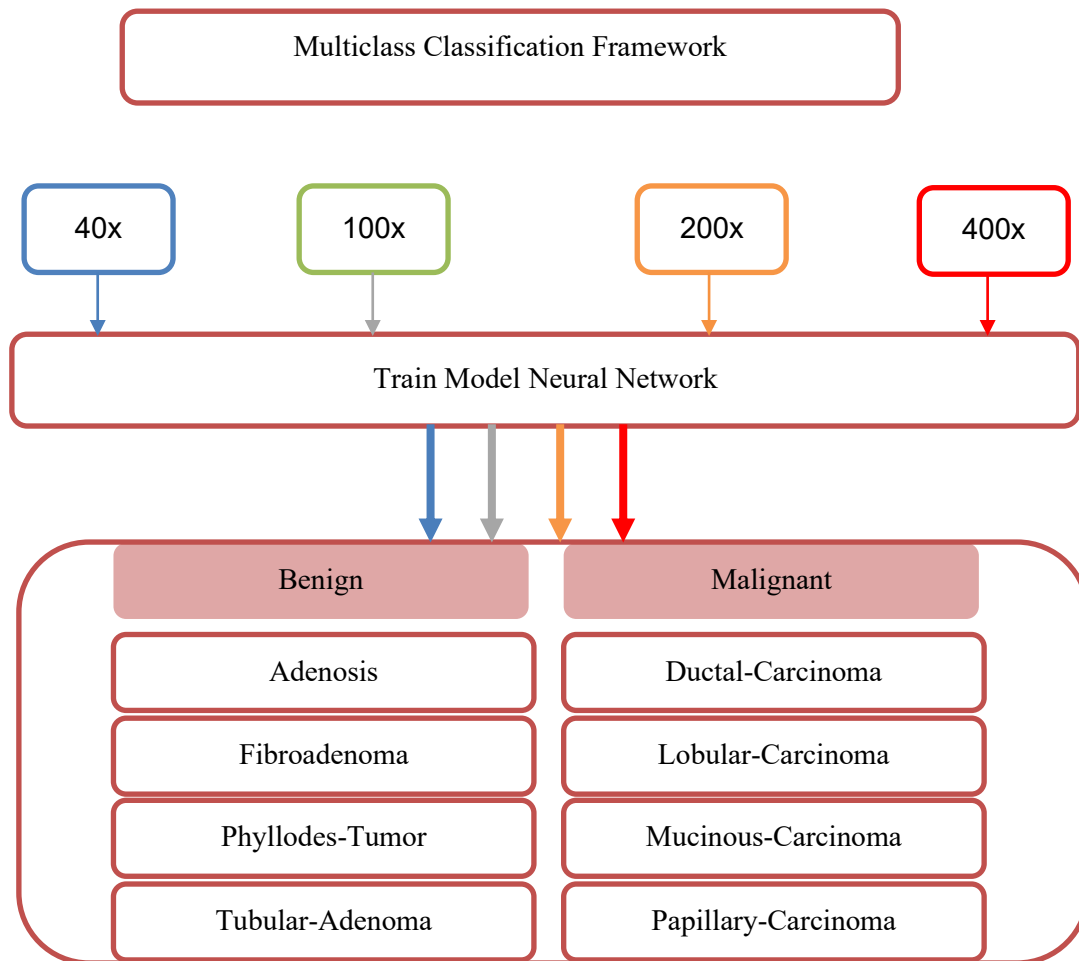 Multiclass Classification Framework
40x
100x
200x
400x
Train Model Neural Network
Benign
Malignant
Adenosis
Ductal-Carcinoma
Fibroadenoma
Lobular-Carcinoma
Phyllodes-Tumor
Mucinous-Carcinoma
Tubular-Adenoma
Papillary-Carcinoma